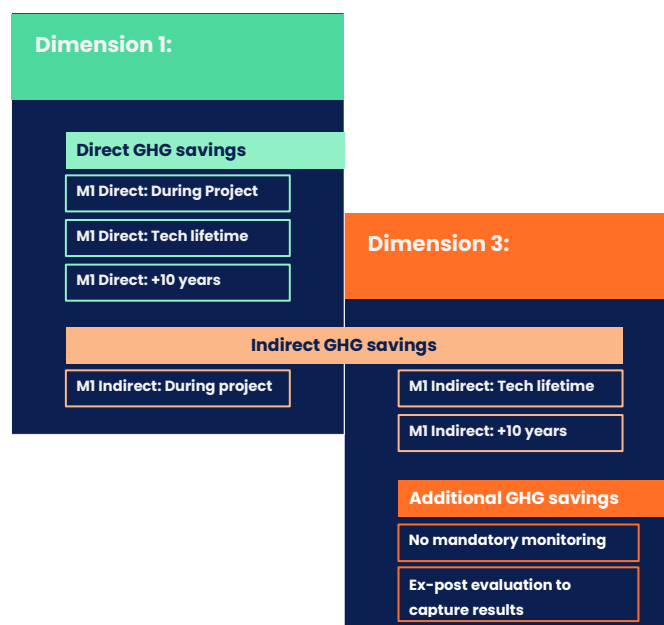 Dimension 1:
Direct GHG savings
M1 Direct: During Project
M1 Direct: Tech lifetime
M1 Direct: +10 years
Dimension 3:
Indirect GHG savings
M1 Indirect: During project
M1 Indirect: Tech lifetime
M1 Indirect: +10 years
Additional GHG savings
No mandatory monitoring
Ex-post evaluation to
capture results